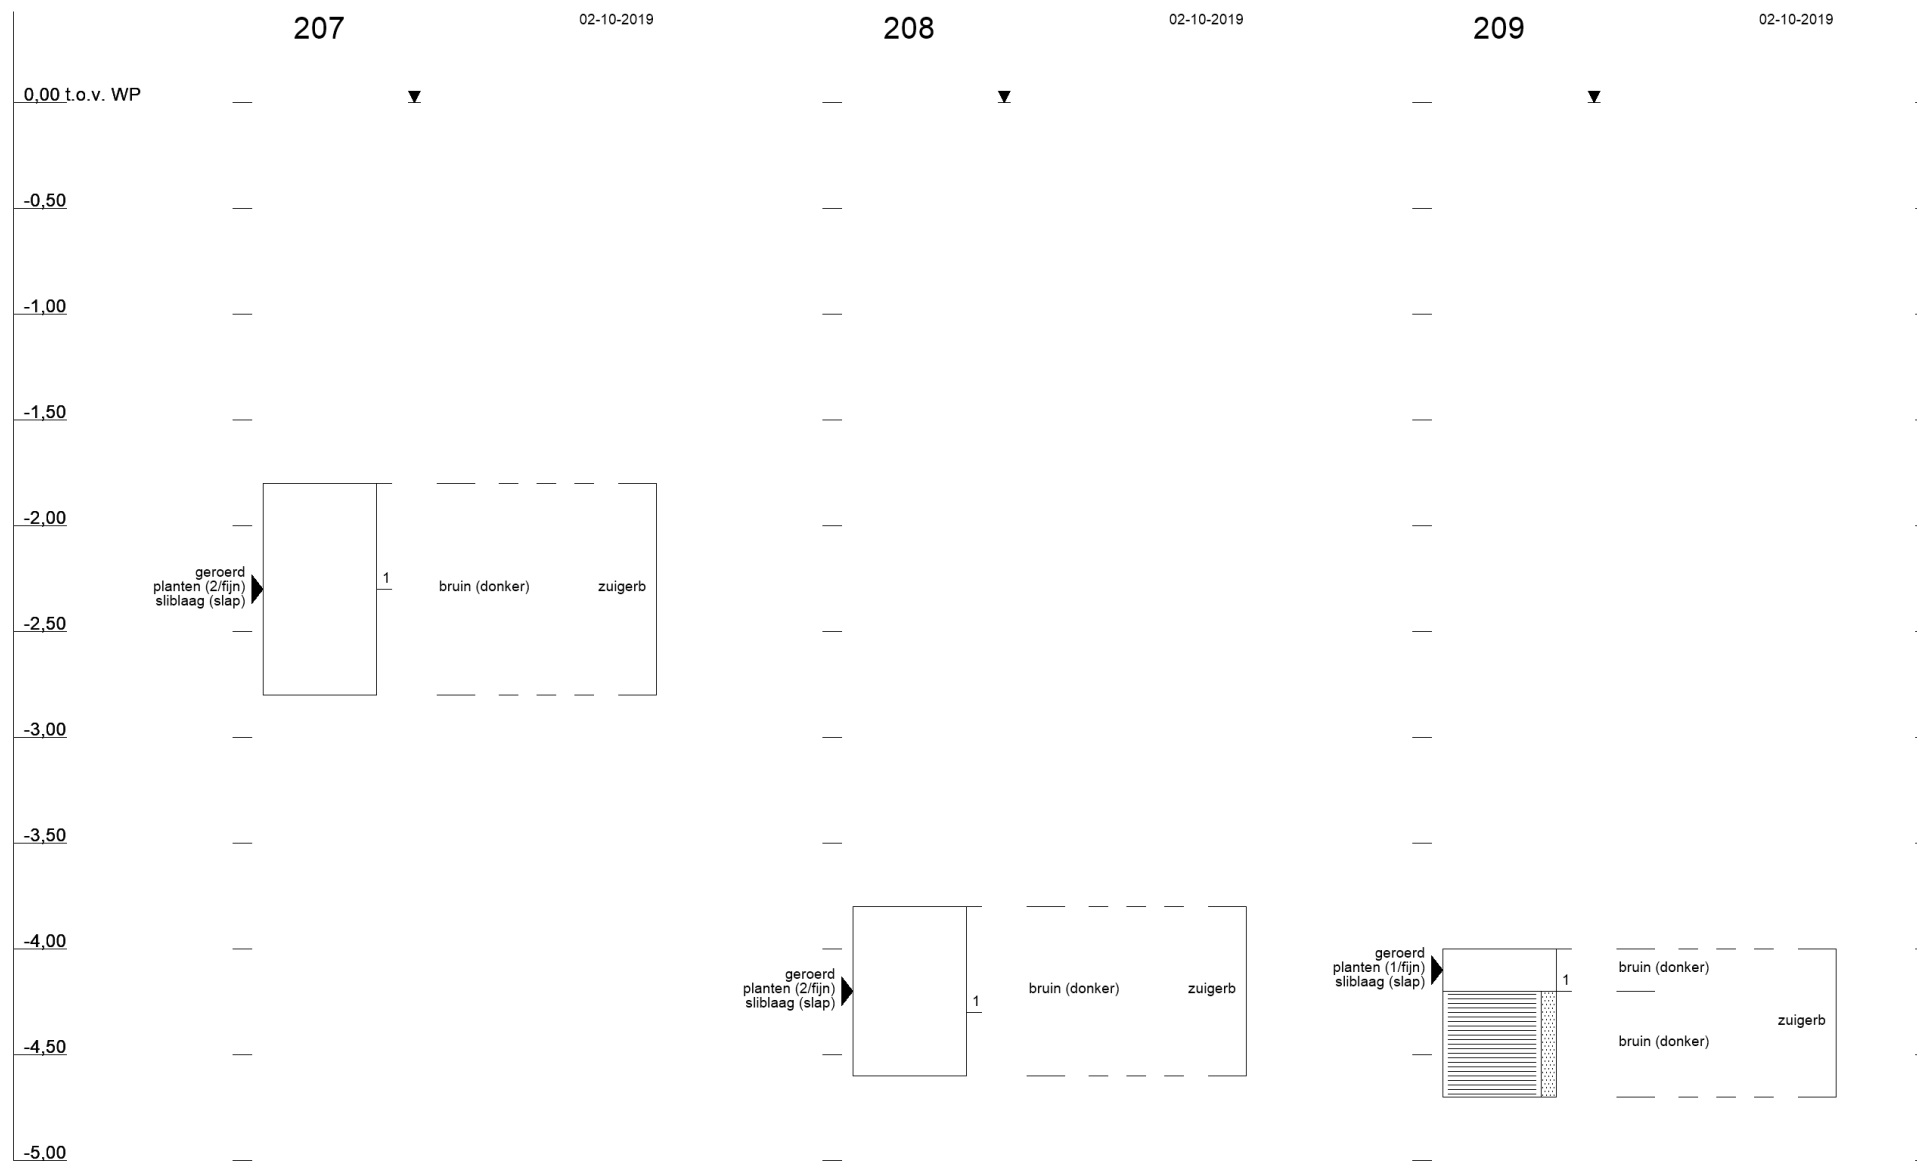 207
02-10-2019
208
02-10-2019
209
02-10-2019
0,00 t.o.v. WP
-0,50
-1,00
-1,50
-2,00
geroerd
planten (2/fijn)
sliblaag (slap)
1
bruin (donker)
zuigerb
-2,50
-3,00
-3,50
-4,00
geroerd
planten (2/fijn)
sliblaag (slap)
1
bruin (donker)
zuigerb
geroerd
planten (1/fijn)
sliblaag (slap)
1
bruin (donker)
bruin (donker)
zuigerb
-4,50
-5,00